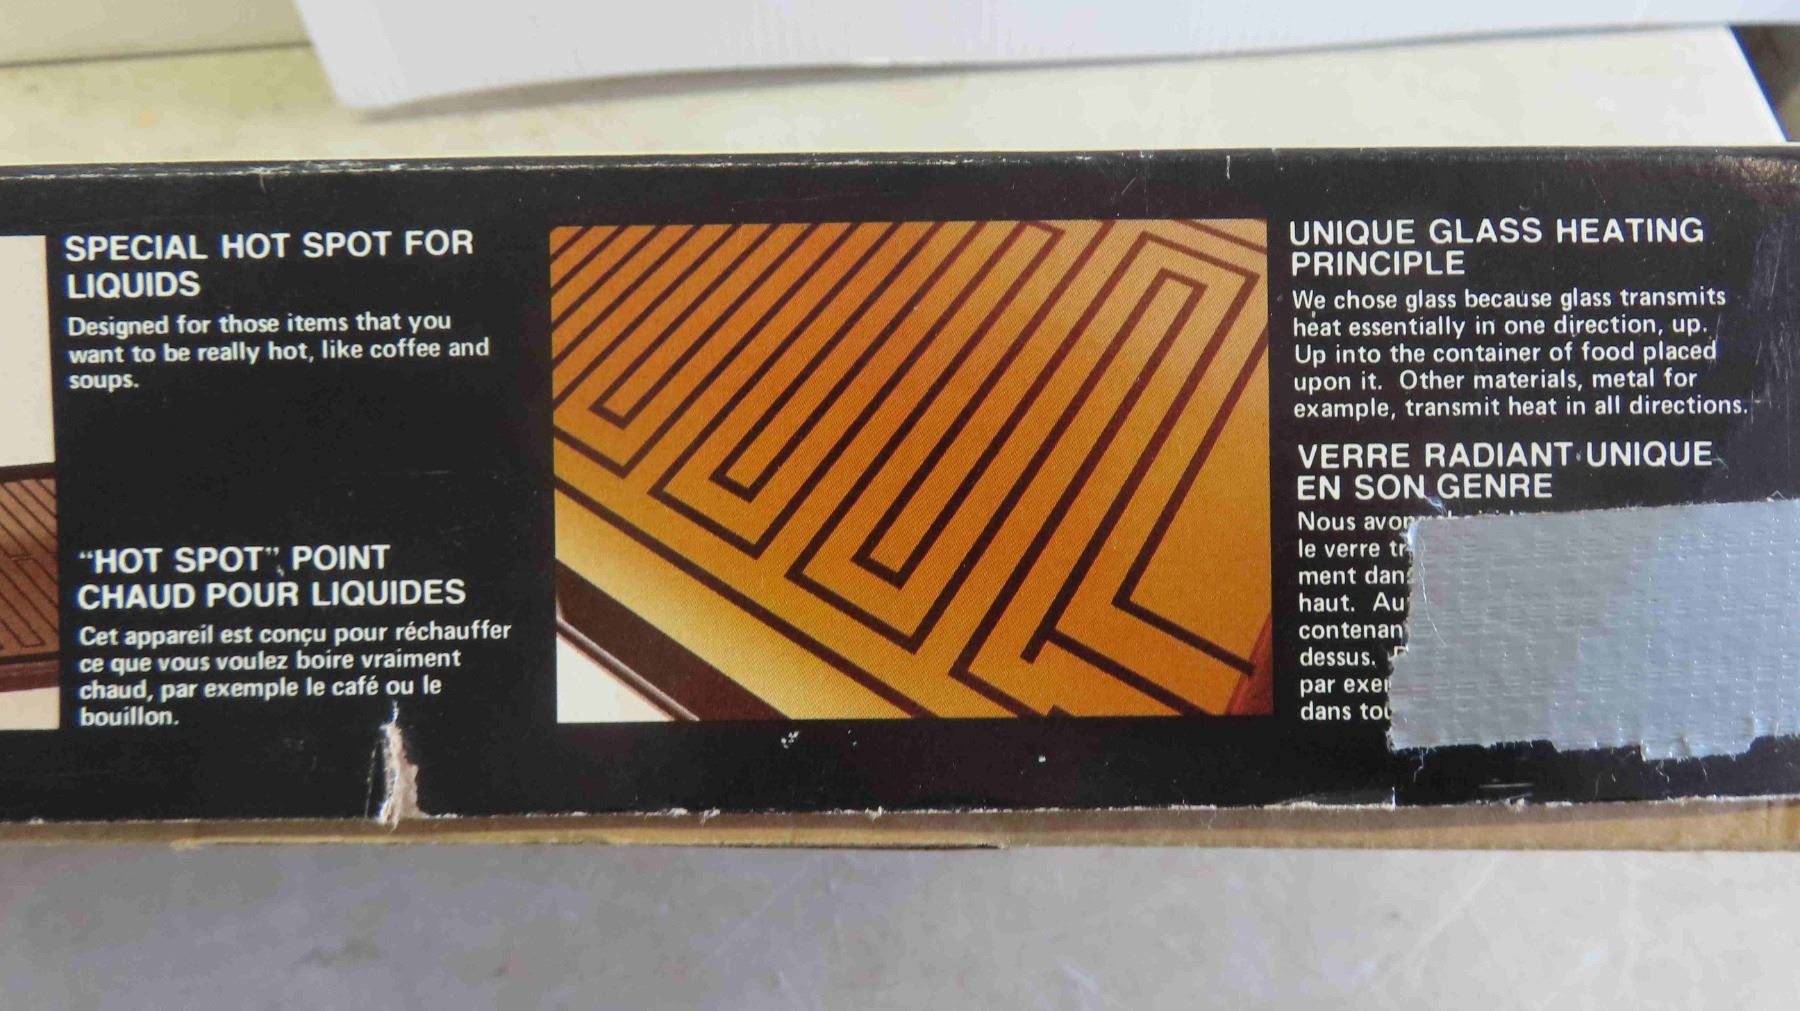 SPECIAL HOT SPOT FOR
LIQUIDS
Designed for those items that you
want to be really hot, like coffee and
soups.
“HOT SPOT”, POINT
CHAUD POUR LIQUIDES
Cet appareil est conçu pour réchauffer
ce que vous voulez boire vraiment
chaud, par exemple le café ou le
bouillon.
UNIQUE GLASS HEATING
PRINCIPLE
We chose glass because glass transmits
heat essentially in one direction, up.
Up into the container of food placed
upon it. Other materials, metal for
example, transmit heat in all directions.
VERRE RADIANT UNIQUE
EN SON GENRE
Nous
le verre
ment
haut.
dessus.
par
dans